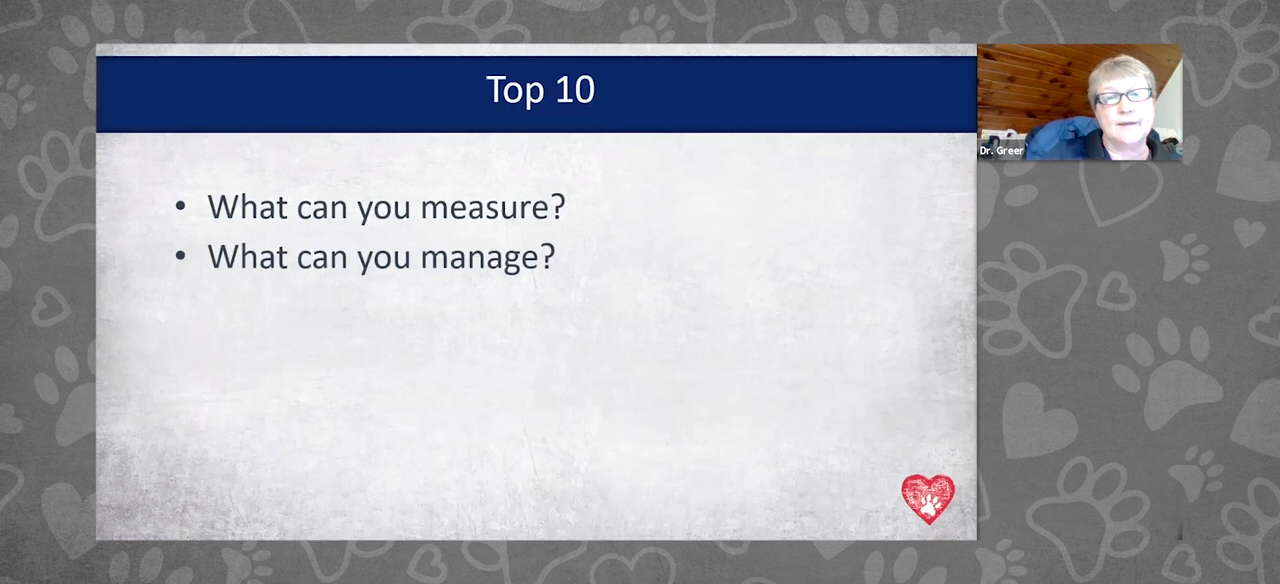 Top 10
• What can you measure?
• What can you manage?
Dr. Greer